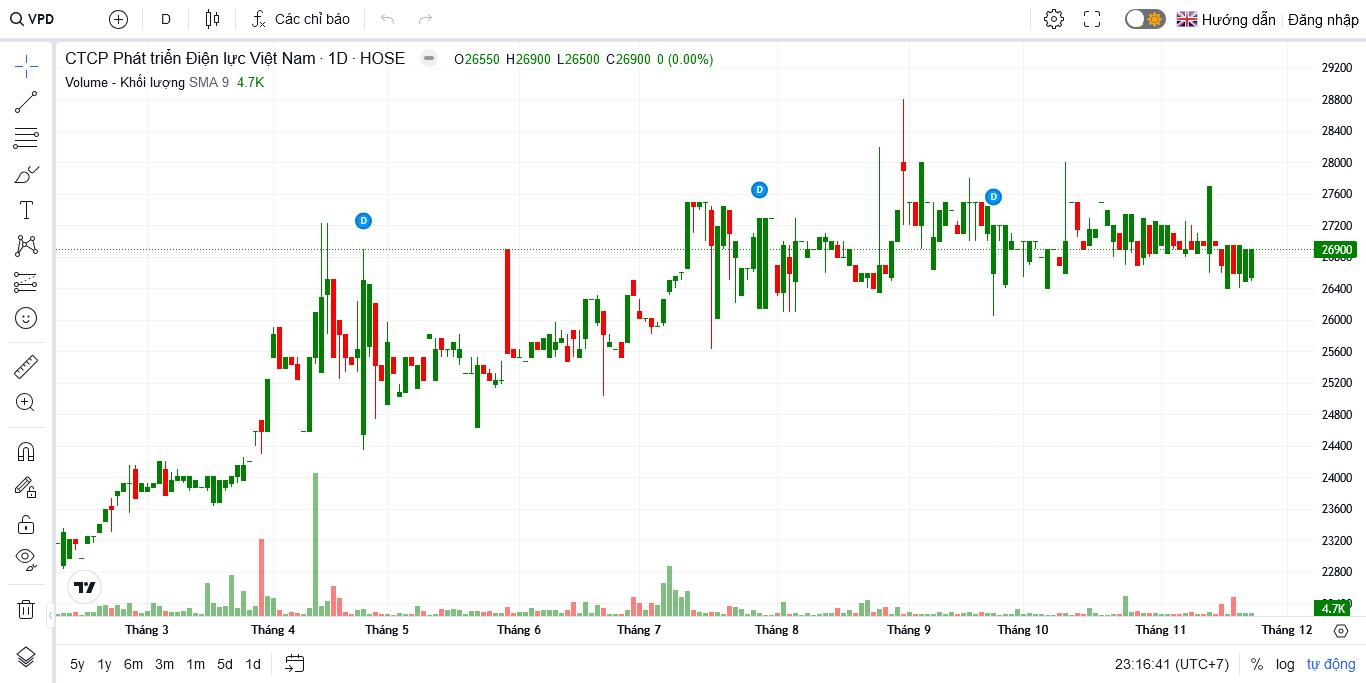 VPD D Các chỉ báo Hướng dẫn Đăng nhập
CTCP Phát triển Điện lực Việt Nam · 1D · HOSE O26550 H26900 L26500 C26900 0 (0.00%)
Volume - Khối lượng SMA 9 4.7K
29200
28800
28400
28000
27600
27200
26900
26800
26400
26000
25600
25200
24800
24400
24000
23600
23200
22800
4.7K
D
D
D
Tháng 3 Tháng 4 Tháng 5 Tháng 6 Tháng 7 Tháng 8 Tháng 9 Tháng 10 Tháng 11 Tháng 12
5y 1y 6m 3m 1m 5d 1d 23:16:41 (UTC+7) % log tự động